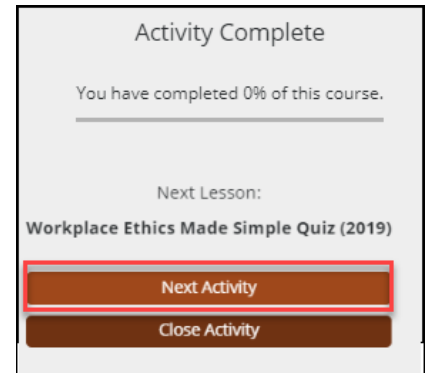 Activity Complete
You have completed 0% of this course.
Next Lesson:
Workplace Ethics Made Simple Quiz (2019)
Next Activity
Close Activity